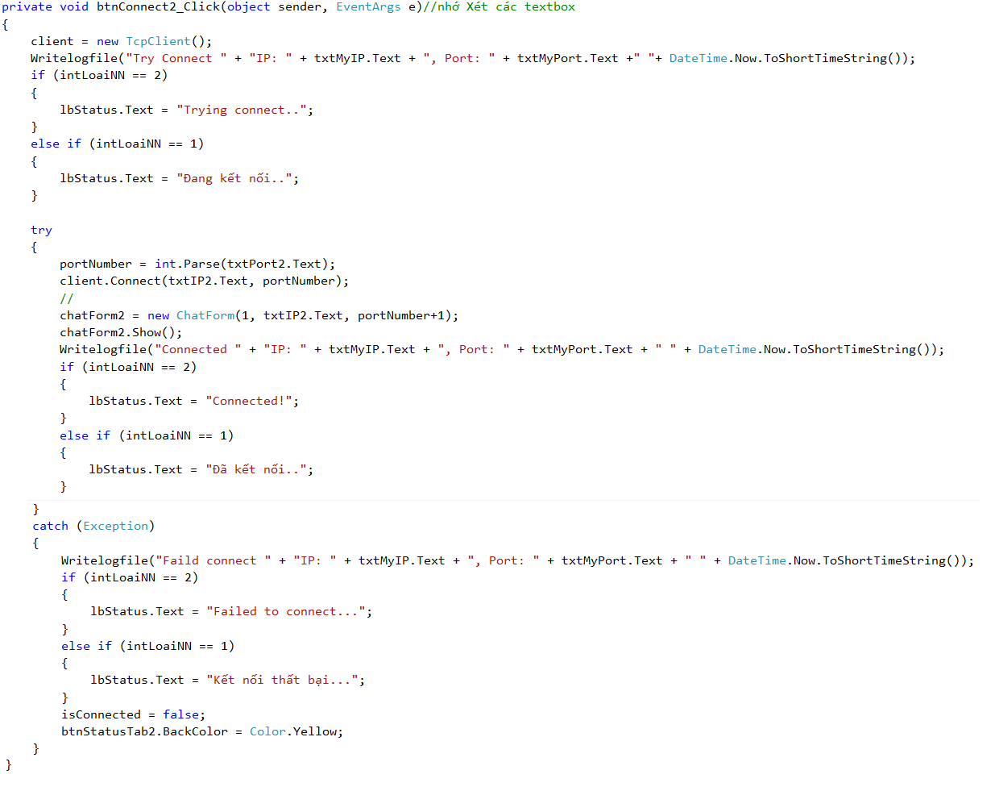 private void btnConnect2_Click(object sender, EventArgs e)//nhớ Xét các textbox
{
client = new TcpClient();
Writelogfile("Try Connect " + "IP: " + txtMyIP.Text + ", Port: " + txtMyPort.Text +" "+ DateTime.Now.ToShortTimeString());
if (intLoaiNN == 2)
{
lbStatus.Text = "Trying connect..";
}
else if (intLoaiNN == 1)
{
lbStatus.Text = "Đang kết nối..";
}
try
{
portNumber = int.Parse(txtPort2.Text);
client.Connect(txtIP2.Text, portNumber);
//
chatForm2 = new ChatForm(1, txtIP2.Text, portNumber+1);
chatForm2.Show();
Writelogfile("Connected " + "IP: " + txtMyIP.Text + ", Port: " + txtMyPort.Text + " " + DateTime.Now.ToShortTimeString());
if (intLoaiNN == 2)
{
lbStatus.Text = "Connected!";
}
else if (intLoaiNN == 1)
{
lbStatus.Text = "Đã kết nối..";
}
}
catch (Exception)
{
Writelogfile("Faild connect " + "IP: " + txtMyIP.Text + ", Port: " + txtMyPort.Text + " " + DateTime.Now.ToShortTimeString());
if (intLoaiNN == 2)
{
lbStatus.Text = "Failed to connect...";
}
else if (intLoaiNN == 1)
{
lbStatus.Text = "Kết nối thất bại...";
}
isConnected = false;
btnStatusTab2.BackColor = Color.Yellow;
}
}